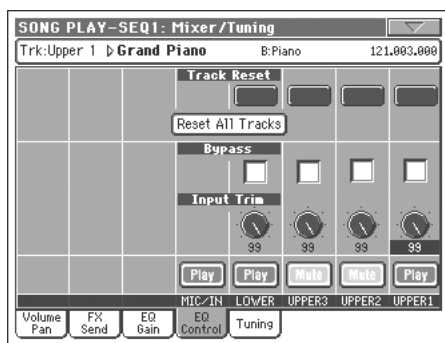 SONG PLAY-SEQ1: Mixer/Tuning
Trk:Upper 1 ▷Grand Piano B:Piano 121.003.000
Track Reset
Reset All Tracks
Bypass
Input Trim
99 99 99 99
Play Play Mute Mute Play
MIC/IN LOWER UPPER3 UPPER2 UPPER1
Volume Pan FX Send EQ Gain EQ Control Tuning